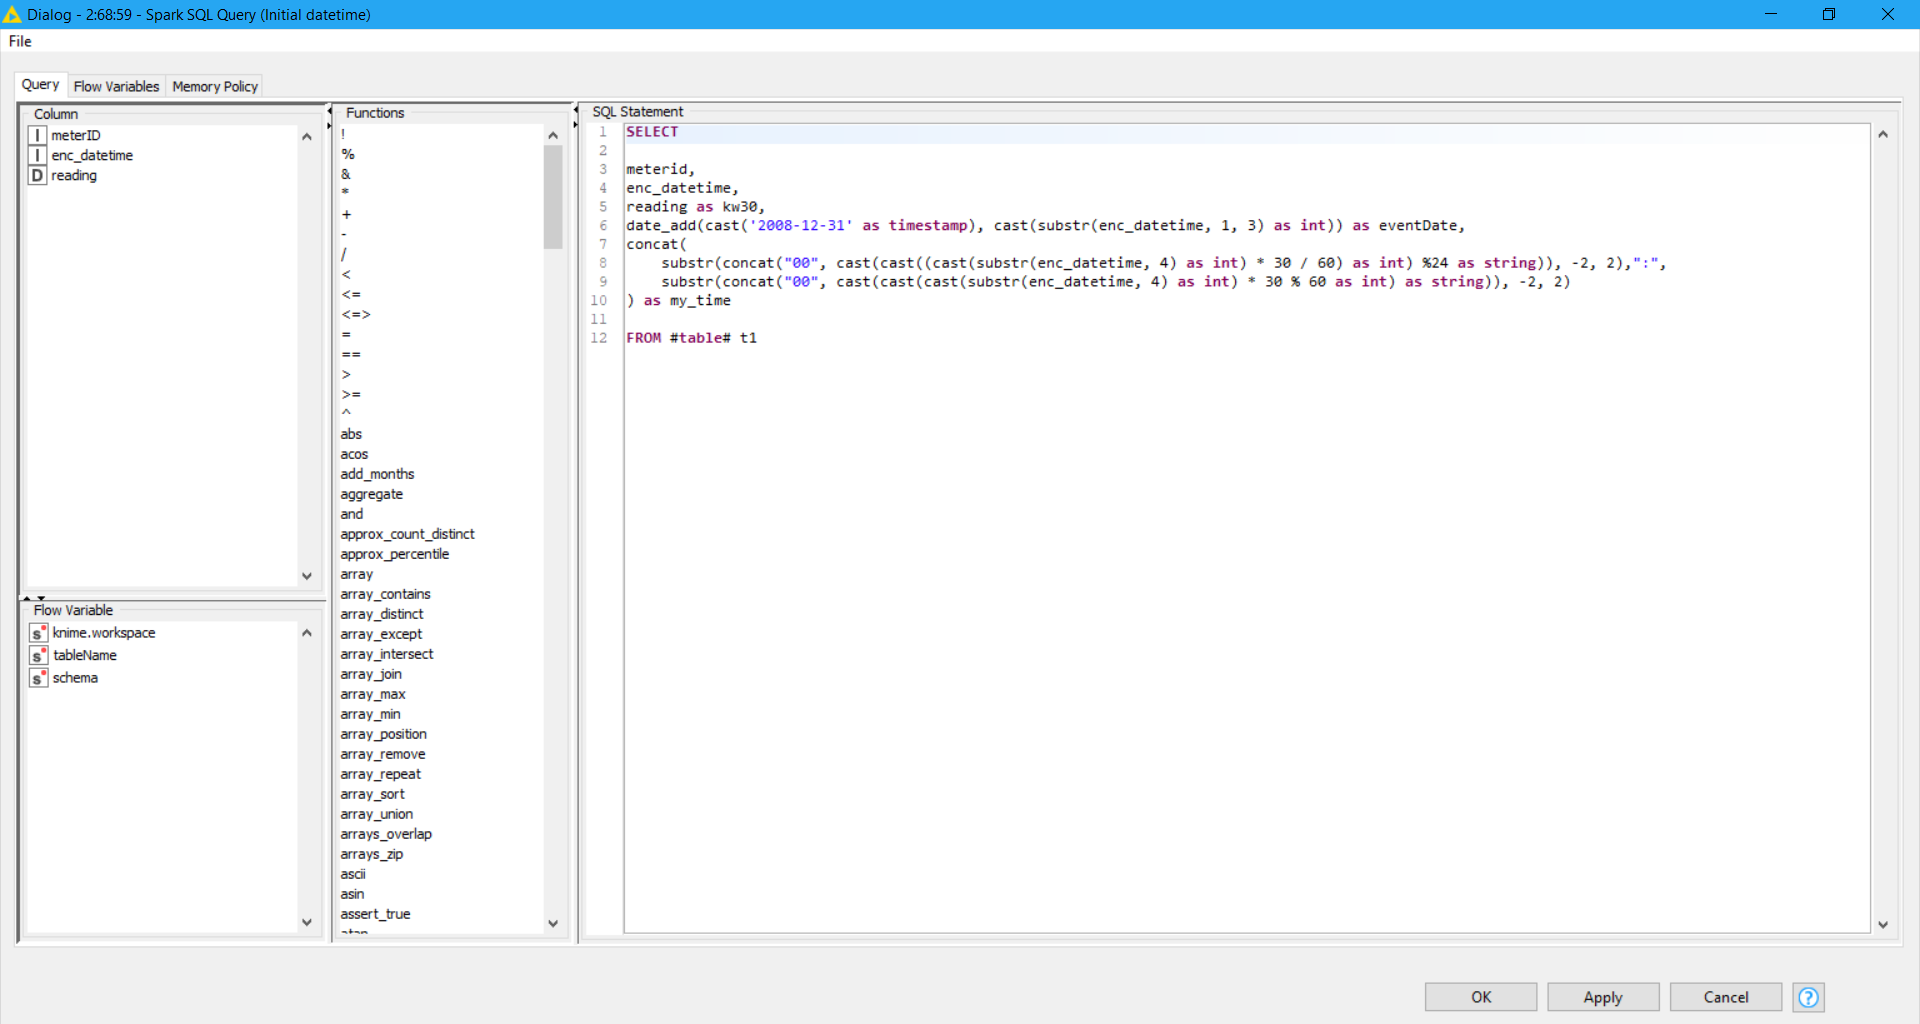 Dialog - 2:68:59 - Spark SQL Query (Initial datetime)
File
Query
Flow Variables
Memory Policy
Column
I meterID
I enc_datetime
D reading
Flow Variable
s knime.workspace
s tableName
s schema
Functions
!
%
&
*
+
-
/
<
<=
<=>
=
==
>
>=
^
abs
acos
add_months
aggregate
and
approx_count_distinct
approx_percentile
array
array_contains
array_distinct
array_except
array_intersect
array_join
array_max
array_min
array_position
array_remove
array_repeat
array_sort
array_union
arrays_overlap
arrays_zip
ascii
asin
assert_true
SQL Statement
1 SELECT
2
3 meterid,
4 enc_datetime,
5 reading as kw30,
6 date_add(cast('2008-12-31' as timestamp), cast(substr(enc_datetime, 1, 3) as int)) as eventDate,
7 concat(
8 substr(concat("00", cast(cast((cast(substr(enc_datetime, 4) as int) * 30 / 60) as int) %24 as string)), -2, 2),":",
9 substr(concat("00", cast(cast(cast(substr(enc_datetime, 4) as int) * 30 % 60 as int) as string)), -2, 2)
10 ) as my_time
11
12 FROM #table# t1
OK
Apply
Cancel
?